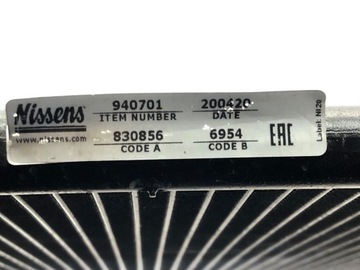 Nissens
www.nissens.com
940701 200420
ITEM NUMBER DATE
830856 6954
CODE A CODE B
EAC
Label: NI20